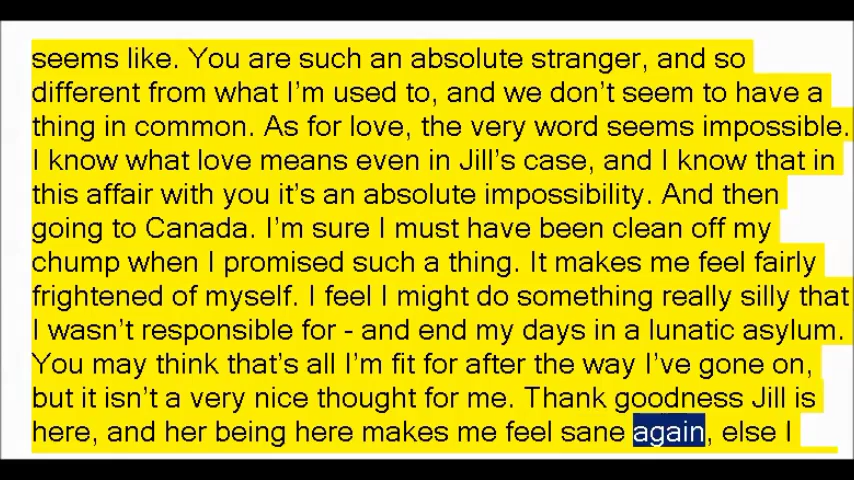 seems like. You are such an absolute stranger, and so
different from what I'm used to, and we don't seem to have a
thing in common. As for love, the very word seems impossible.
I know what love means even in Jill's case, and I know that in
this affair with you it's an absolute impossibility. And then
going to Canada. I'm sure I must have been clean off my
chump when I promised such a thing. It makes me feel fairly
frightened of myself. I feel I might do something really silly that
I wasn't responsible for - and end my days in a lunatic asylum.
You may think that's all I'm fit for after the way I've gone on,
but it isn't a very nice thought for me. Thank goodness Jill is
here, and her being here makes me feel sane again, else I